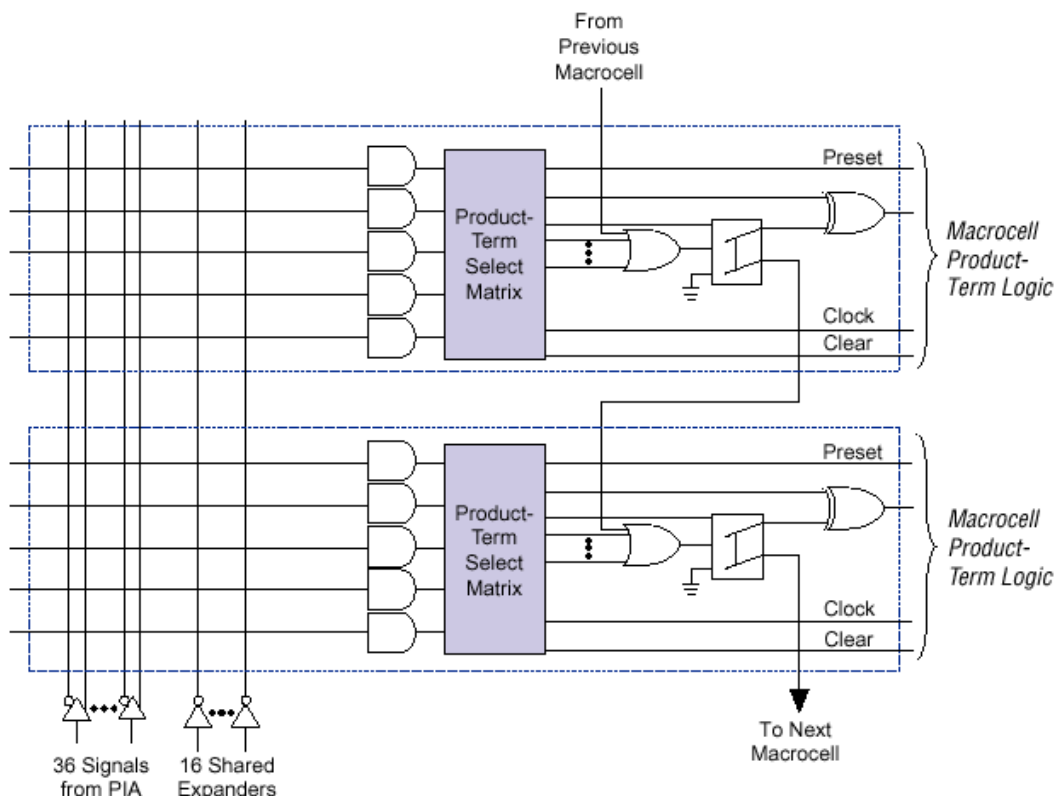 From
Previous
Macrocell
Preset
Product-
Term
Select
Matrix
Macrocell
Product-
Term Logic
Clock
Clear
Preset
Product-
Term
Select
Matrix
Macrocell
Product-
Term Logic
Clock
Clear
To Next
Macrocell
36 Signals
from PIA
16 Shared
Expanders